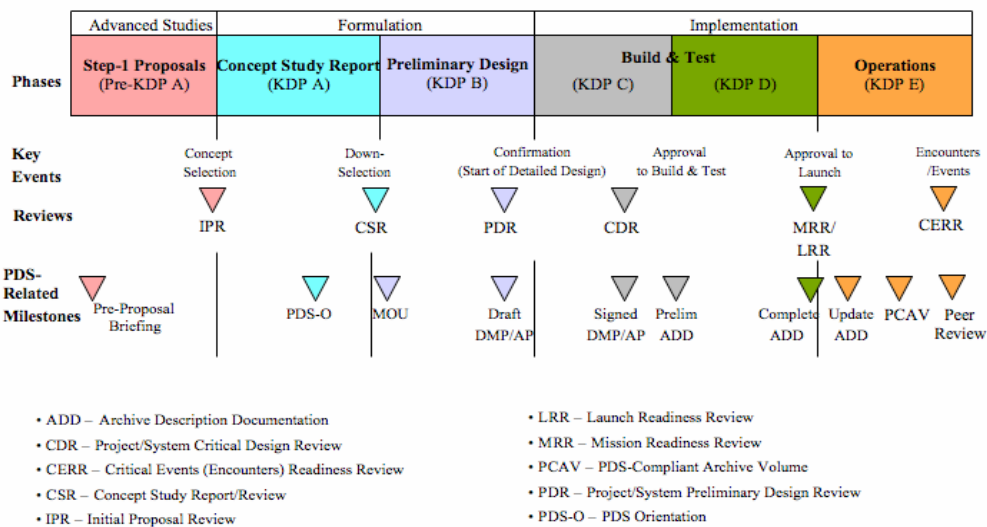 Advanced Studies Formulation Implementation
Phases
Step-1 Proposals
(Pre-KDP A)
Concept Study Report
(KDP A)
Preliminary Design
(KDP B)
Build & Test
(KDP C) (KDP D)
Operations
(KDP E)
Key
Events
Concept
Selection
Down-
Selection
Confirmation
(Start of Detailed Design)
Approval
to Build & Test
Approval to
Launch
Encounters
/Events
Reviews
IPR
CSR
PDR
CDR
MRR/
LRR
CERR
PDS-
Related
Milestones
Pre-Proposal
Briefing
PDS-O
MOU
Draft
DMP/AP
Signed
DMP/AP
Prelim
ADD
Complete
ADD
Update
ADD
PCAV
Peer
Review
• ADD – Archive Description Documentation
• CDR – Project/System Critical Design Review
• CERR – Critical Events (Encounters) Readiness Review
• CSR – Concept Study Report/Review
• IPR – Initial Proposal Review
• LRR – Launch Readiness Review
• MRR – Mission Readiness Review
• PCAV – PDS-Compliant Archive Volume
• PDR – Project/System Preliminary Design Review
• PDS-O – PDS Orientation